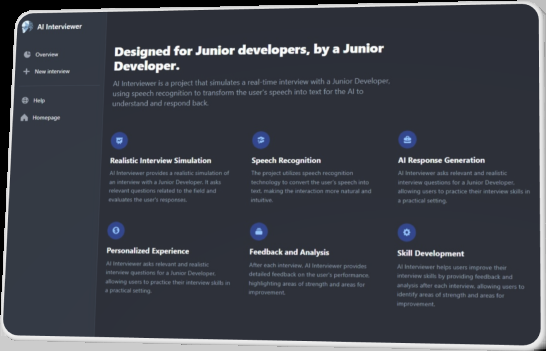 AI Interviewer
Overview
New interview
Help
Homepage
Designed for Junior developers, by a Junior
Developer.
AI Interviewer is a project that simulates a real-time interview with a Junior Developer,
using speech recognition to transform the user's speech into text for the AI to
understand and respond back.
Realistic Interview Simulation
AI Interviewer provides a realistic simulation of
an interview with a Junior Developer. It asks
relevant questions related to the field and
evaluates the user's responses.
Speech Recognition
The project utilizes speech recognition
technology to convert the user's speech into
text, making the interaction more natural and
intuitive.
AI Response Generation
AI Interviewer asks relevant and realistic
interview questions for a Junior Developer,
allowing users to practice their interview skills in
a practical setting.
Personalized Experience
AI Interviewer asks relevant and realistic
interview questions for a Junior Developer,
allowing users to practice their interview skills in
a practical setting.
Feedback and Analysis
After each interview, AI Interviewer provides
detailed feedback on the user's performance,
highlighting areas of strength and areas for
improvement.
Skill Development
AI Interviewer helps users improve their
interview skills by providing feedback and
analysis after each interview, allowing users to
identify areas of strength and areas for
improvement.